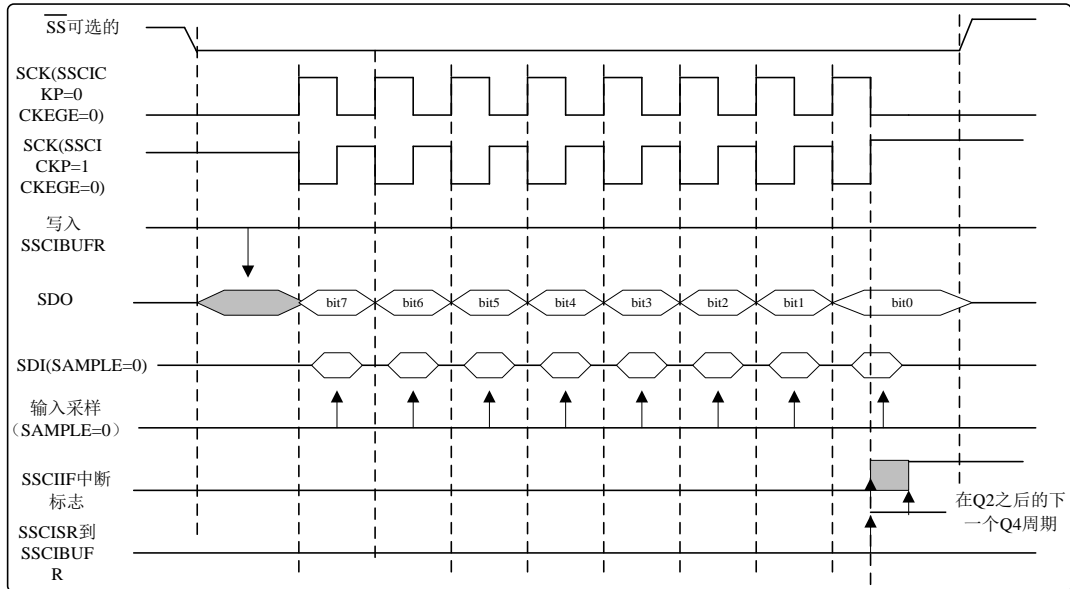 SS可选的
SCK(SSCIC
KP=0
CKEGE=0)
SCK(SSCI
CKP=1
CKEGE=0)
写入
SSCIBUFR
SDO
bit7
bit6
bit5
bit4
bit3
bit2
bit1
bit0
SDI(SAMPLE=0)
输入采样
（SAMPLE=0）
SSCIIF中断
标志
在Q2之后的下
一个Q4周期
SSCISR到
SSCIBUF
R